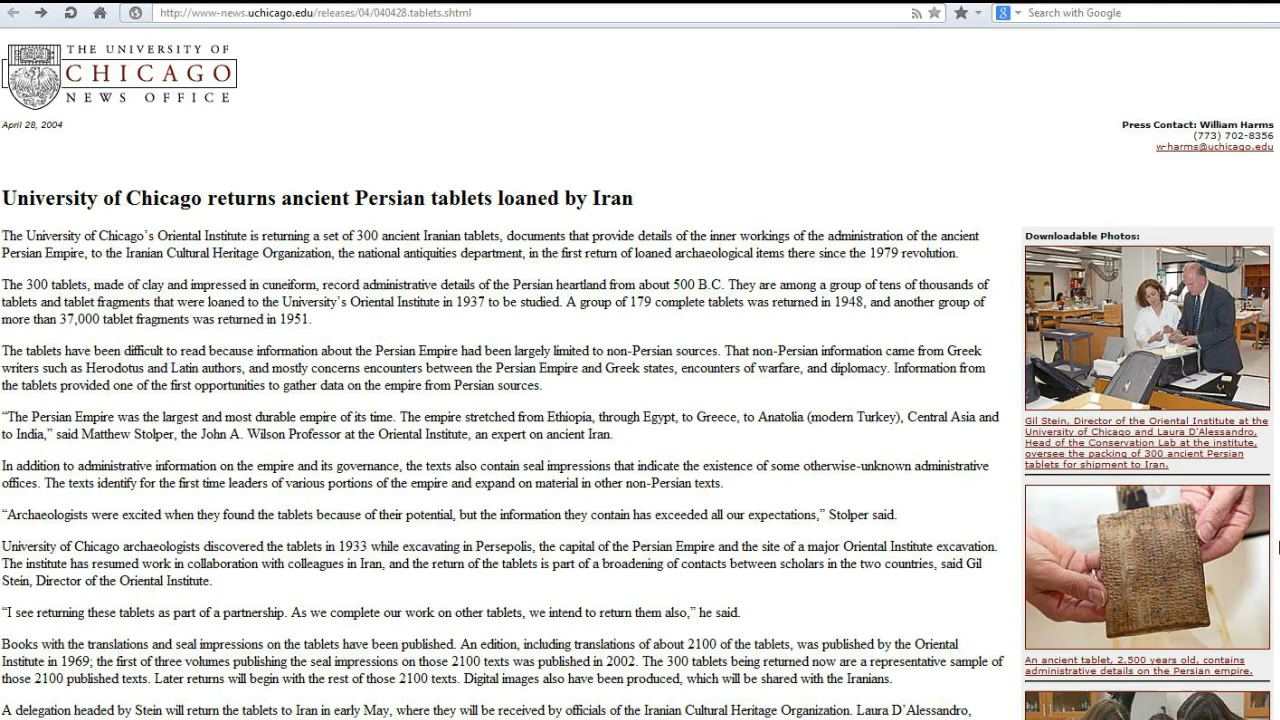 http://www-news.uchicago.edu/releases/04/040428.tablets.shtml
Search with Google
THE UNIVERSITY OF
CHICAGO
NEWS OFFICE
April 28, 2004
Press Contact: William Harms
(773) 702-8356
w-harms@uchicago.edu
University of Chicago returns ancient Persian tablets loaned by Iran
The University of Chicago’s Oriental Institute is returning a set of 300 ancient Iranian tablets, documents that provide details of the inner workings of the administration of the ancient
Persian Empire, to the Iranian Cultural Heritage Organization, the national antiquities department, in the first return of loaned archaeological items there since the 1979 revolution.
The 300 tablets, made of clay and impressed in cuneiform, record administrative details of the Persian heartland from about 500 B.C. They are among a group of tens of thousands of
tablets and tablet fragments that were loaned to the University’s Oriental Institute in 1937 to be studied. A group of 179 complete tablets was returned in 1948, and another group of
more than 37,000 tablet fragments was returned in 1951.
The tablets have been difficult to read because information about the Persian Empire had been largely limited to non-Persian sources. That non-Persian information came from Greek
writers such as Herodotus and Latin authors, and mostly concerns encounters between the Persian Empire and Greek states, encounters of warfare, and diplomacy. Information from
the tablets provided one of the first opportunities to gather data on the empire from Persian sources.
“The Persian Empire was the largest and most durable empire of its time. The empire stretched from Ethiopia, through Egypt, to Greece, to Anatolia (modern Turkey), Central Asia and
to India,” said Matthew Stolper, the John A. Wilson Professor at the Oriental Institute, an expert on ancient Iran.
In addition to administrative information on the empire and its governance, the texts also contain seal impressions that indicate the existence of some otherwise-unknown administrative
offices. The texts identify for the first time leaders of various portions of the empire and expand on material in other non-Persian texts.
“Archaeologists were excited when they found the tablets because of their potential, but the information they contain has exceeded all our expectations,” Stolper said.
University of Chicago archaeologists discovered the tablets in 1933 while excavating in Persepolis, the capital of the Persian Empire and the site of a major Oriental Institute excavation.
The institute has resumed work in collaboration with colleagues in Iran, and the return of the tablets is part of a broadening of contacts between scholars in the two countries, said Gil
Stein, Director of the Oriental Institute.
“I see returning these tablets as part of a partnership. As we complete our work on other tablets, we intend to return them also,” he said.
Books with the translations and seal impressions on the tablets have been published. An edition, including translations of about 2100 of the tablets, was published by the Oriental
Institute in 1969; the first of three volumes publishing the seal impressions on those 2100 texts was published in 2002. The 300 tablets being returned now are a representative sample of
those 2100 published texts. Later returns will begin with the rest of those 2100 texts. Digital images also have been produced, which will be shared with the Iranians.
A delegation headed by Stein will return the tablets to Iran in early May, where they will be received by officials of the Iranian Cultural Heritage Organization. Laura D’Alessandro,
Downloadable Photos:
Gil Stein, Director of the Oriental Institute at the
University of Chicago and Laura D'Alessandro,
Head of the Conservation Lab at the institute,
oversee the packing of 300 ancient Persian
tablets for shipment to Iran.
An ancient tablet, 2,500 years old, contains
administrative details on the Persian empire.